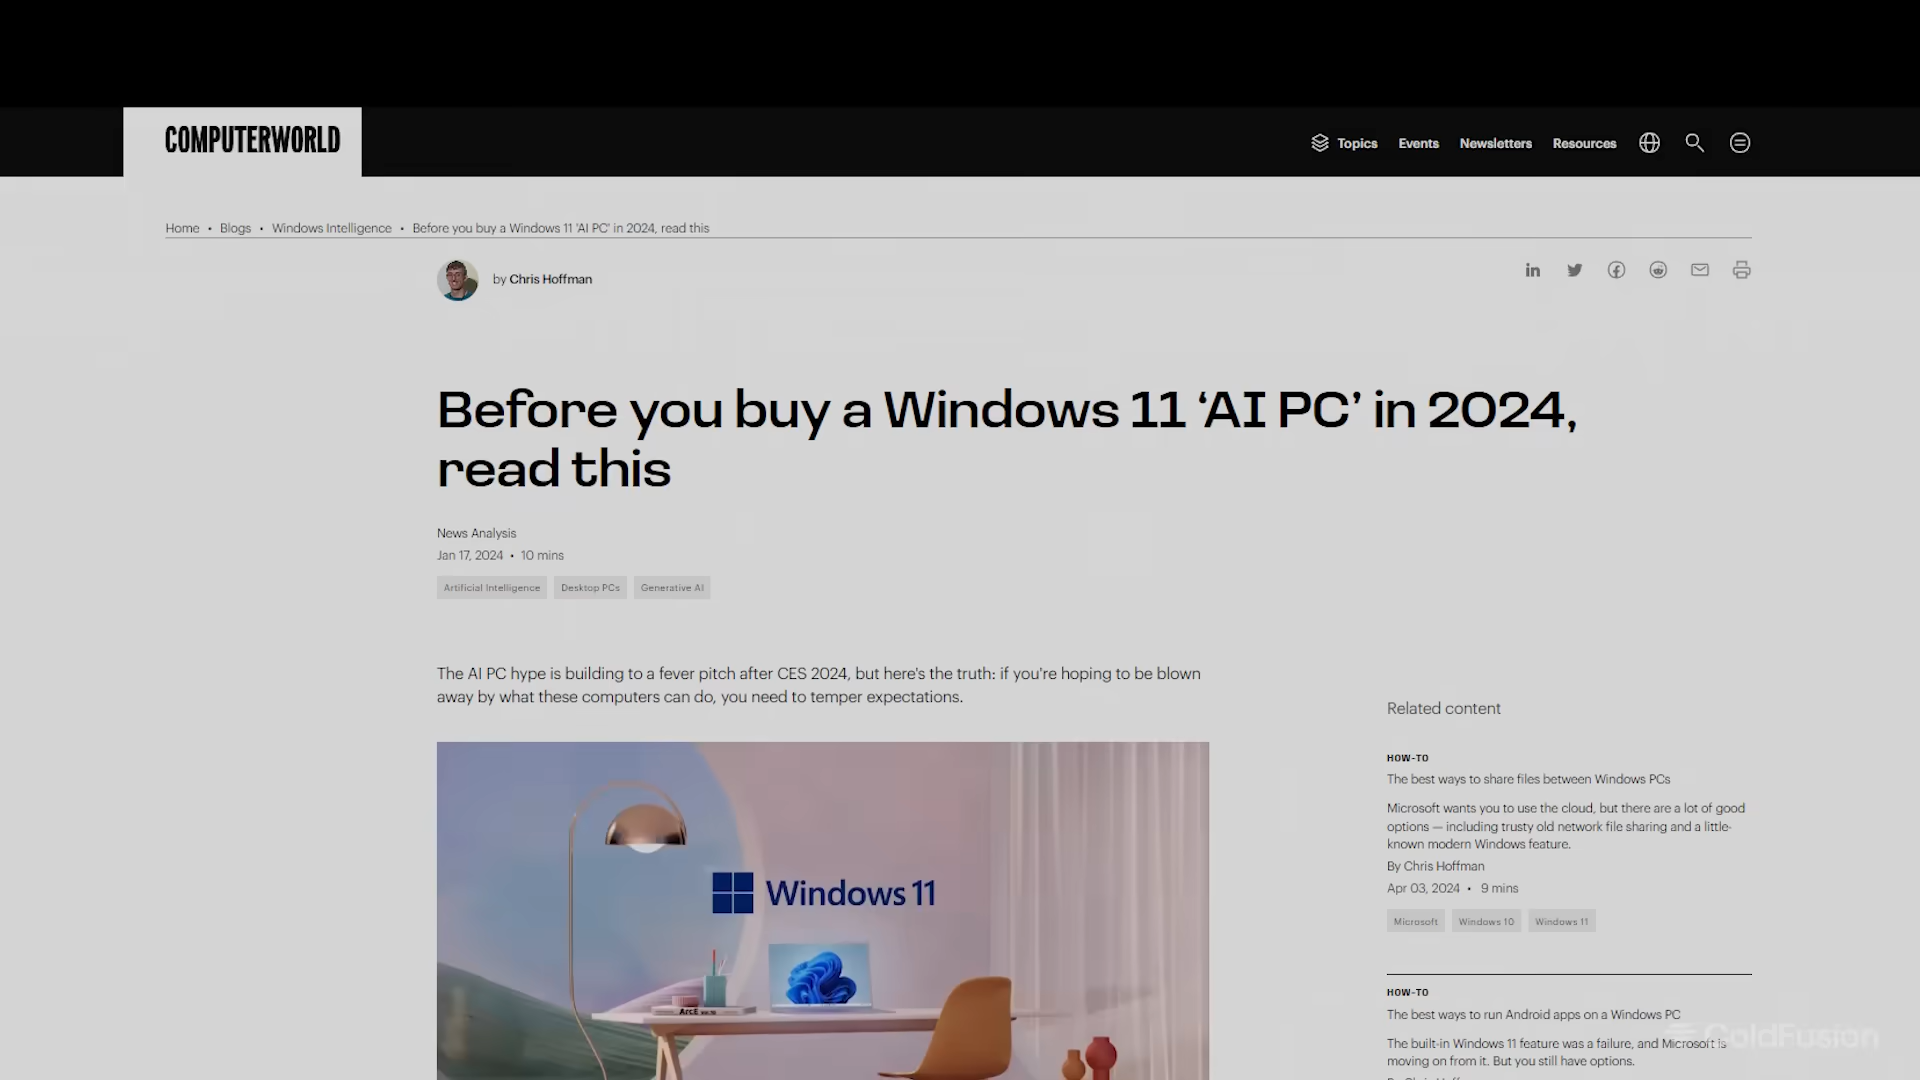 COMPUTERWORLD
Topics Events Newsletters Resources
Home • Blogs • Windows Intelligence • Before you buy a Windows 11 'AI PC' in 2024, read this
by Chris Hoffman
Before you buy a Windows 11 ‘AI PC’ in 2024,
read this
News Analysis
Jan 17, 2024 • 10 mins
Artificial Intelligence Desktop PCs Generative AI
The AI PC hype is building to a fever pitch after CES 2024, but here's the truth: if you're hoping to be blown
away by what these computers can do, you need to temper expectations.
Windows 11
ArcE
Related content
HOW-TO
The best ways to share files between Windows PCs
Microsoft wants you to use the cloud, but there are a lot of good
options — including trusty old network file sharing and a little-
known modern Windows feature.
By Chris Hoffman
Apr 03, 2024 • 9 mins
Microsoft Windows 10 Windows 11
HOW-TO
The best ways to run Android apps on a Windows PC
The built-in Windows 11 feature was a failure, and Microsoft is
moving on from it. But you still have options.
ColdFusion